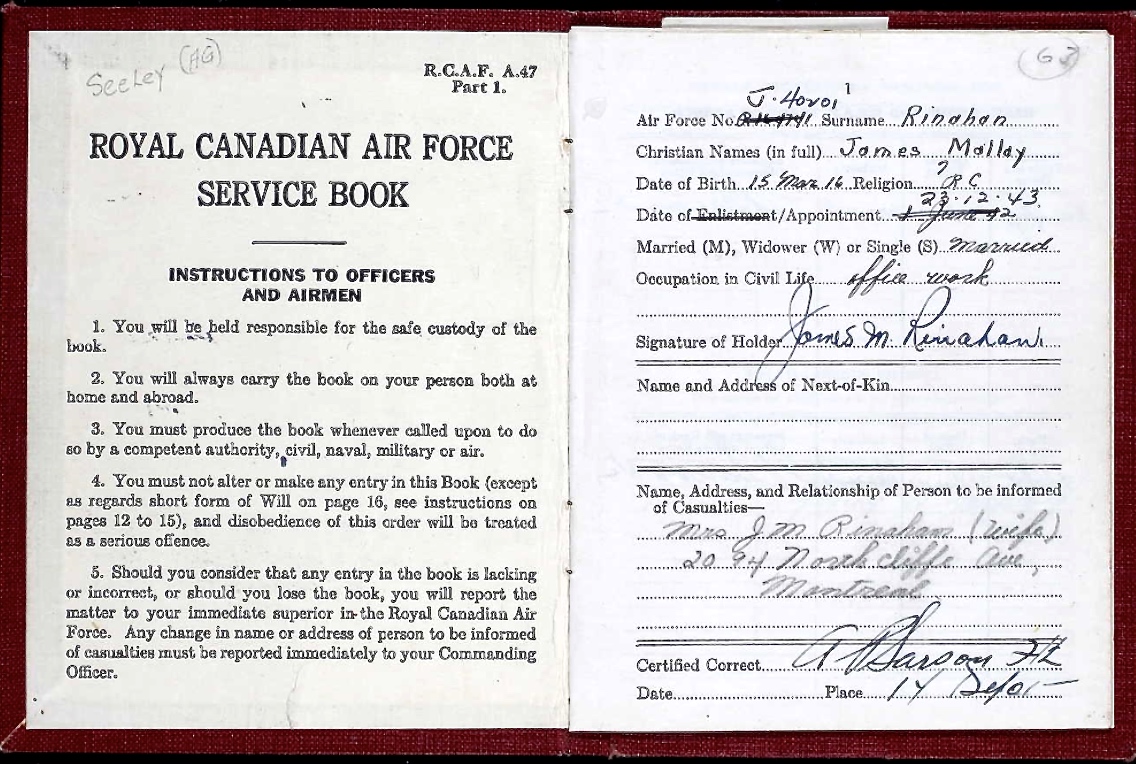 Seeley (AG)
R.C.A.F. A.47
Part 1.
ROYAL CANADIAN AIR FORCE
SERVICE BOOK
INSTRUCTIONS TO OFFICERS
AND AIRMEN
1. You will be held responsible for the safe custody of the
book.
2. You will always carry the book on your person both at
home and abroad.
3. You must produce the book whenever called upon to do
so by a competent authority, civil, naval, military or air.
4. You must not alter or make any entry in this Book (except
as regards short form of Will on page 16, see instructions on
pages 12 to 15), and disobedience of this order will be treated
as a serious offence.
5. Should you consider that any entry in the book is lacking
or incorrect, or should you lose the book, you will report the
matter to your immediate superior in the Royal Canadian Air
Force. Any change in name or address of person to be informed
of casualties must be reported immediately to your Commanding
Officer.
(63)
1
J.40201
Air Force No. Surname Rinahan
Christian Names (in full) James Malloy
Date of Birth 15 Mar 16 Religion R C
23.12.43.
Date of Enlistment/Appointment 1 June 42
Married (M), Widower (W) or Single (S) Married
Occupation in Civil Life office work
Signature of Holder James M. Rinahan
Name and Address of Next-of-Kin
Name, Address, and Relationship of Person to be informed
of Casualties—
Mrs J M Rinahan (wife)
2094 Northcliffe Ave,
Montreal
Certified Correct F/L
Date Place 14